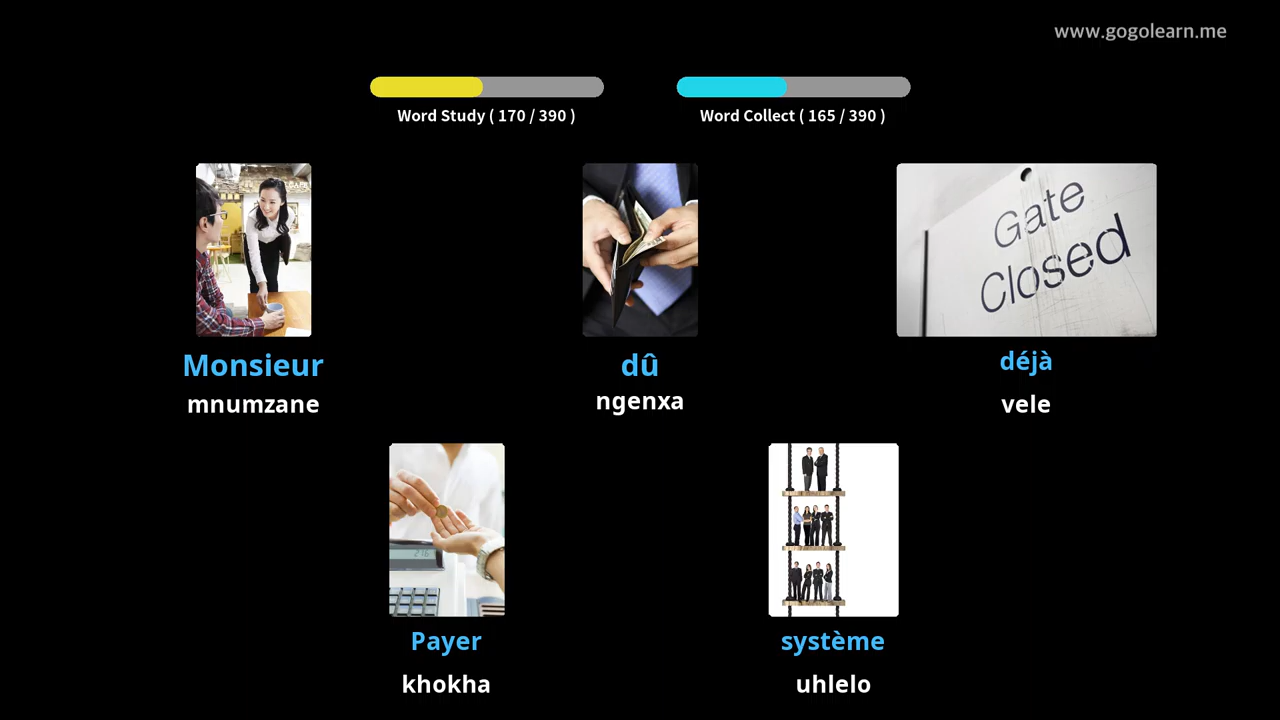 www.gogolearn.me
Word Study ( 170 / 390 )
Word Collect ( 165 / 390 )
Gate
Closed
Monsieur
mnumzane
dû
ngenxa
déjà
vele
Payer
khokha
système
uhlelo